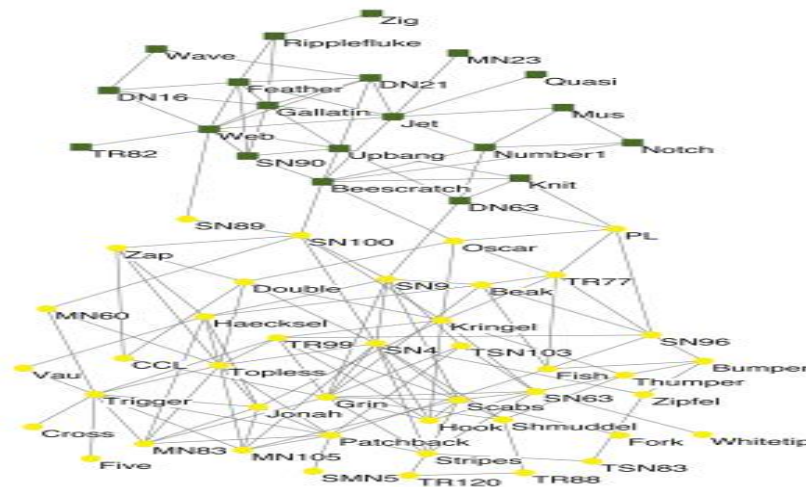 Zig
Ripplefluke
Wave
MN23
Feather
DN21
Quasi
DN16
Gallatin
Jet
Mus
Web
TR82
SN90
Upbang
Number1
Notch
Beescratch
Knit
DN63
SN89
PL
SN100
Oscar
Zap
Double
SN9
Beak
TR77
MN60
Haecksel
Kringel
TR99
SN4
TSN103
SN96
Vau
CCL
Topless
Fish
Bumper
Thumper
Trigger
Jonah
Grin
Scabs
SN63
Zipfel
Cross
Hook
Shmuddel
MN83
MN105
Patchback
Fork
Whitetip
Five
Stripes
TSN83
SMN5
TR120
TR88